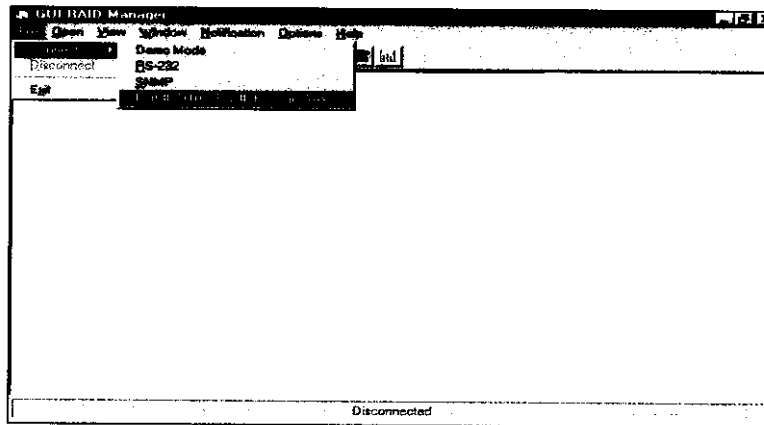 GUI RAID Manager
Open View Window Notification Options Help
Demo Mode
Disconnect RS-232
SNMP
Exit
Disconnected